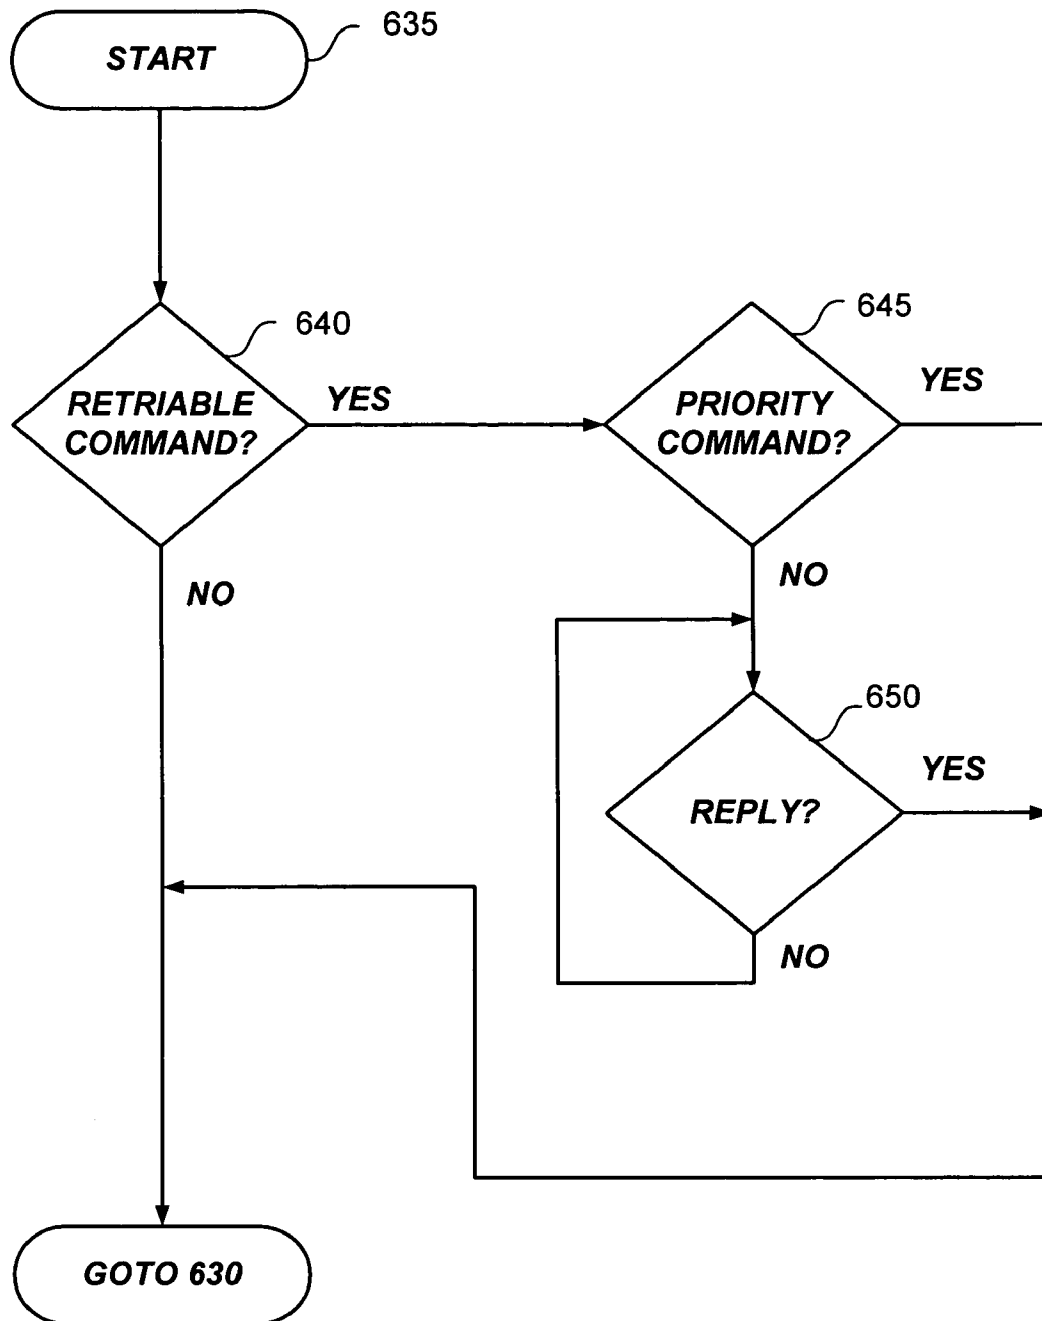 START
635
640
RETRIABLE
COMMAND?
YES
645
PRIORITY
COMMAND?
YES
NO
NO
650
REPLY?
YES
NO
GOTO 630